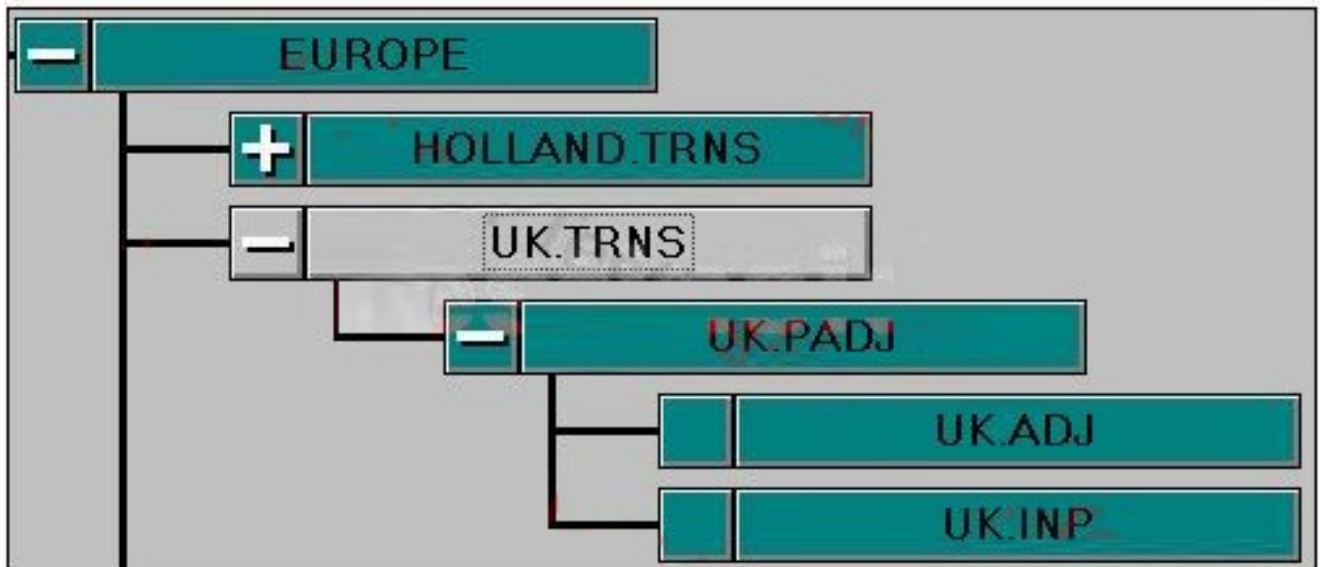 EUROPE
HOLLAND.TRNS
UK.TRNS
UK.PADJ
UK.ADJ
UK.INP